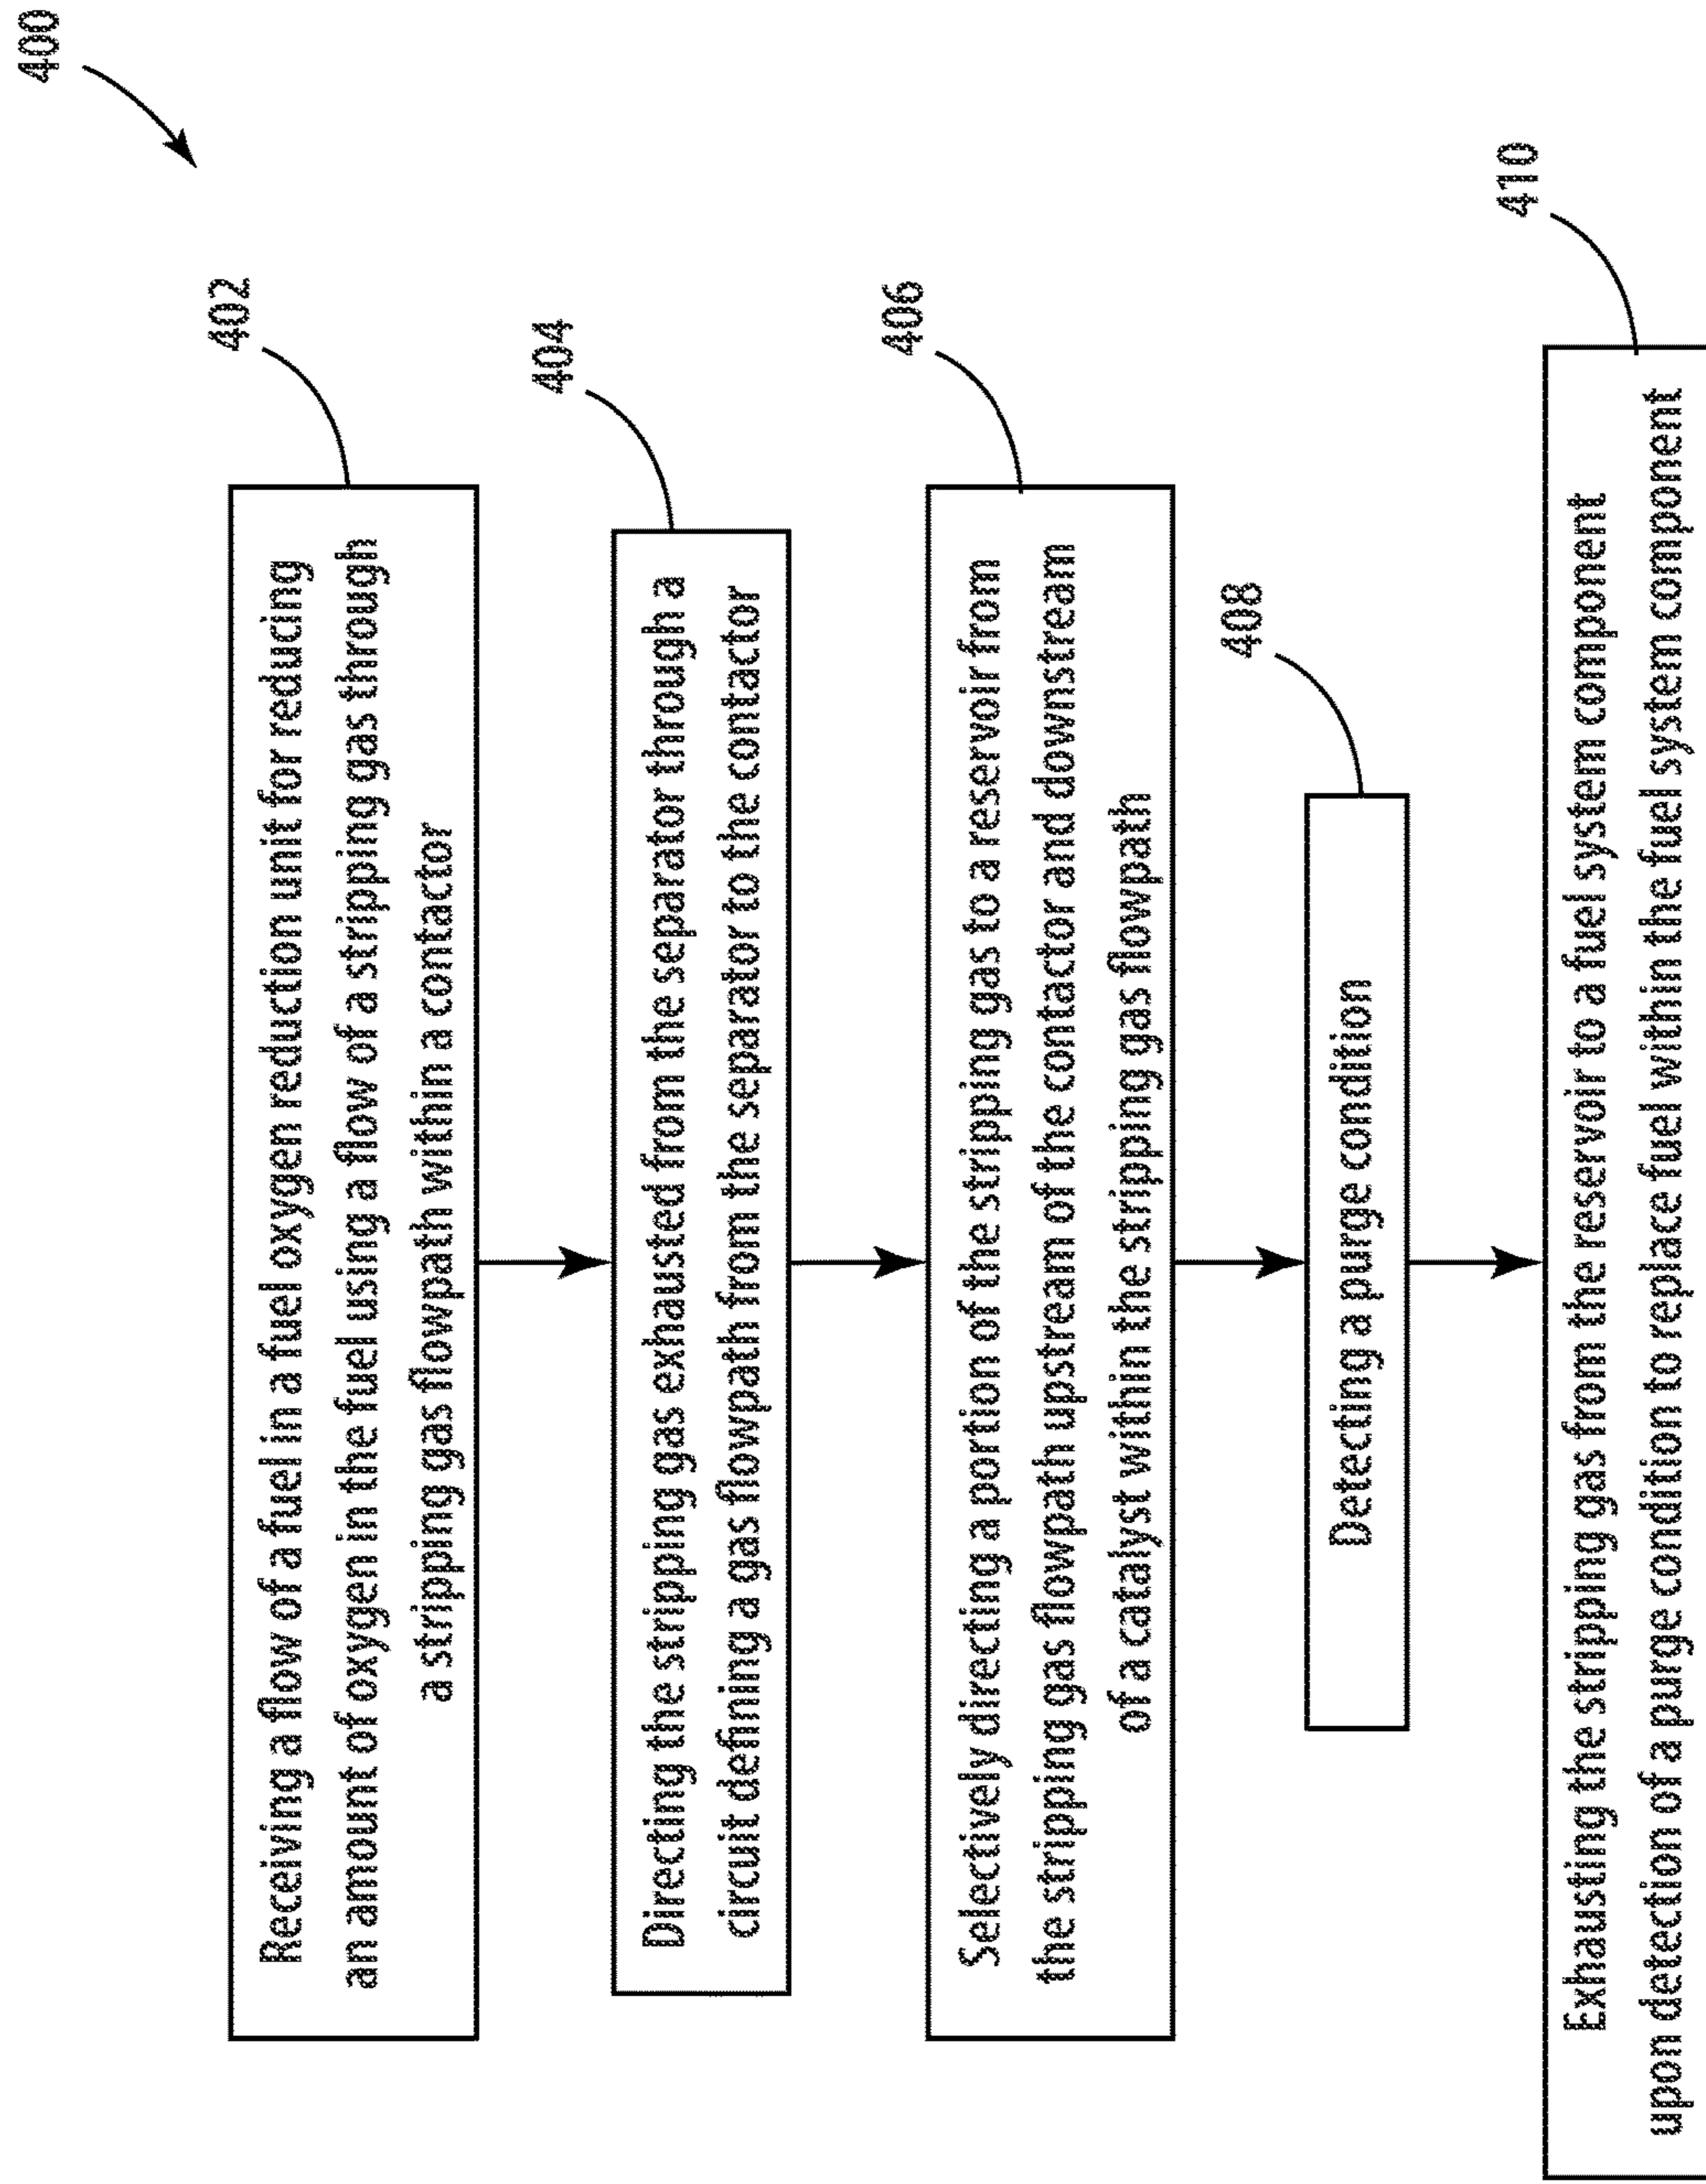 400
402
Receiving a flow of a fuel in a fuel oxygen reduction unit for reducing
an amount of oxygen in the fuel using a flow of a stripping gas through
a stripping gas flowpath within a contactor
404
Directing the stripping gas exhausted from the separator through a
circuit defining a gas flowpath from the separator to the contactor
406
Selectively directing a portion of the stripping gas to a reservoir from
the stripping gas flowpath upstream of the contactor and downstream
of a catalyst within the stripping gas flowpath
408
Detecting a purge condition
410
Exhausting the stripping gas from the reservoir to a fuel system component
upon detection of a purge condition to replace fuel within the fuel system component